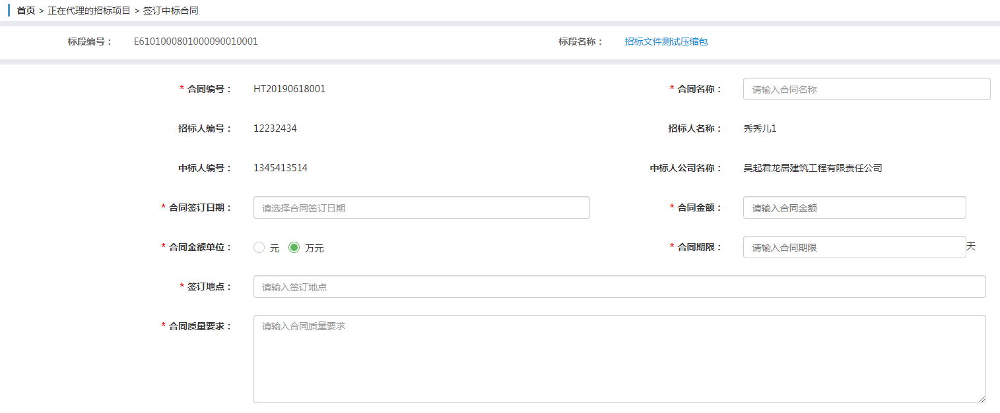 首页 > 正在代理的招标项目 > 签订中标合同
标段编号： E6101000801000090010001 标段名称： 招标文件测试压缩包
* 合同编号： HT20190618001 * 合同名称： 请输入合同名称
招标人编号： 12232434 招标人名称： 秀秀儿1
中标人编号： 1345413514 中标人公司名称： 吴起君龙居建筑工程有限责任公司
* 合同签订日期： 请选择合同签订日期 * 合同金额： 请输入合同金额
* 合同金额单位： 元 万元 * 合同期限： 请输入合同期限 天
* 签订地点： 请输入签订地点
* 合同质量要求： 请输入合同质量要求